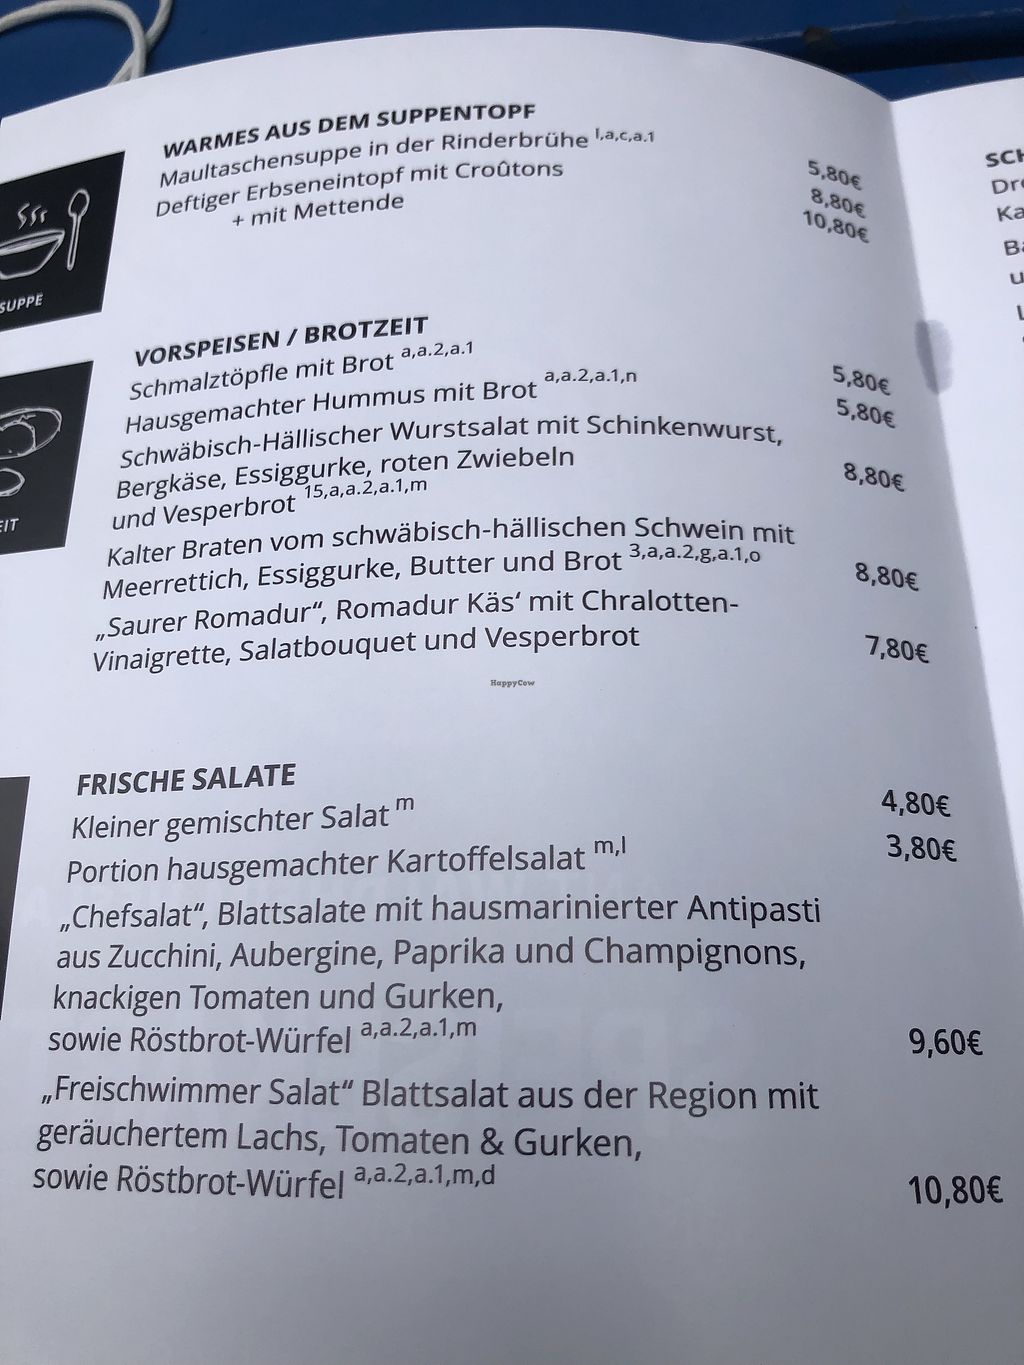 WARMES AUS DEM SUPPENTOPF
Maultaschensuppe in der Rinderbrühe l,a,c,a.1 5,80€
Deftiger Erbseneintopf mit Croûtons 8,80€
+ mit Mettende 10,80€
SUPPE
VORSPEISEN / BROTZEIT
Schmalztöpfle mit Brot a,a.2,a.1 5,80€
Hausgemachter Hummus mit Brot a,a.2,a.1,n 5,80€
Schwäbisch-Hällischer Wurstsalat mit Schinkenwurst,
Bergkäse, Essiggurke, roten Zwiebeln 8,80€
und Vesperbrot 15,a,a.2,a.1,m
EIT
Kalter Braten vom schwäbisch-hällischen Schwein mit
Meerrettich, Essiggurke, Butter und Brot 3,a,a.2,g,a.1,o 8,80€
„Saurer Romadur“, Romadur Käs‘ mit Chralotten-
Vinaigrette, Salatbouquet und Vesperbrot 7,80€
HappyCow
FRISCHE SALATE
Kleiner gemischter Salat m 4,80€
Portion hausgemachter Kartoffelsalat m,l 3,80€
„Chefsalat“, Blattsalate mit hausmarinierter Antipasti
aus Zucchini, Aubergine, Paprika und Champignons,
knackigen Tomaten und Gurken,
sowie Röstbrot-Würfel a,a.2,a.1,m 9,60€
„Freischwimmer Salat“ Blattsalat aus der Region mit
geräuchertem Lachs, Tomaten & Gurken,
sowie Röstbrot-Würfel a,a.2,a.1,m,d 10,80€